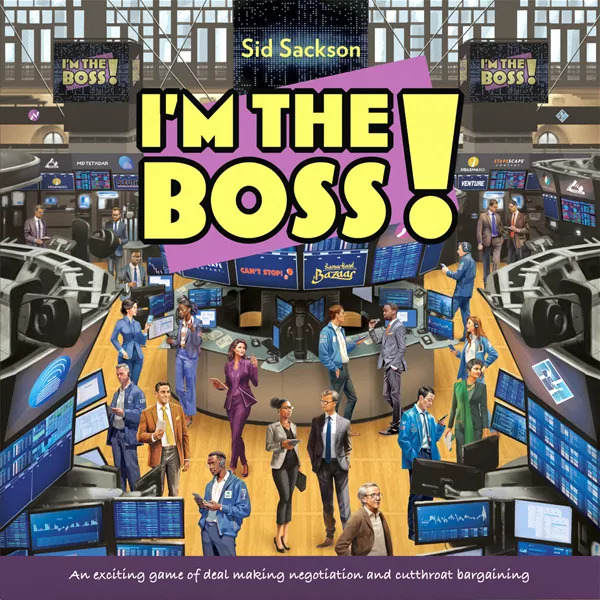 Sid Sackson
I'M THE
BOSS!
I'M THE
BOSS!
I'M THE
BOSS!
VENTURE
CAN'T STOP!
Samarkand
Bazaar
An exciting game of deal making negotiation and cutthroat bargaining